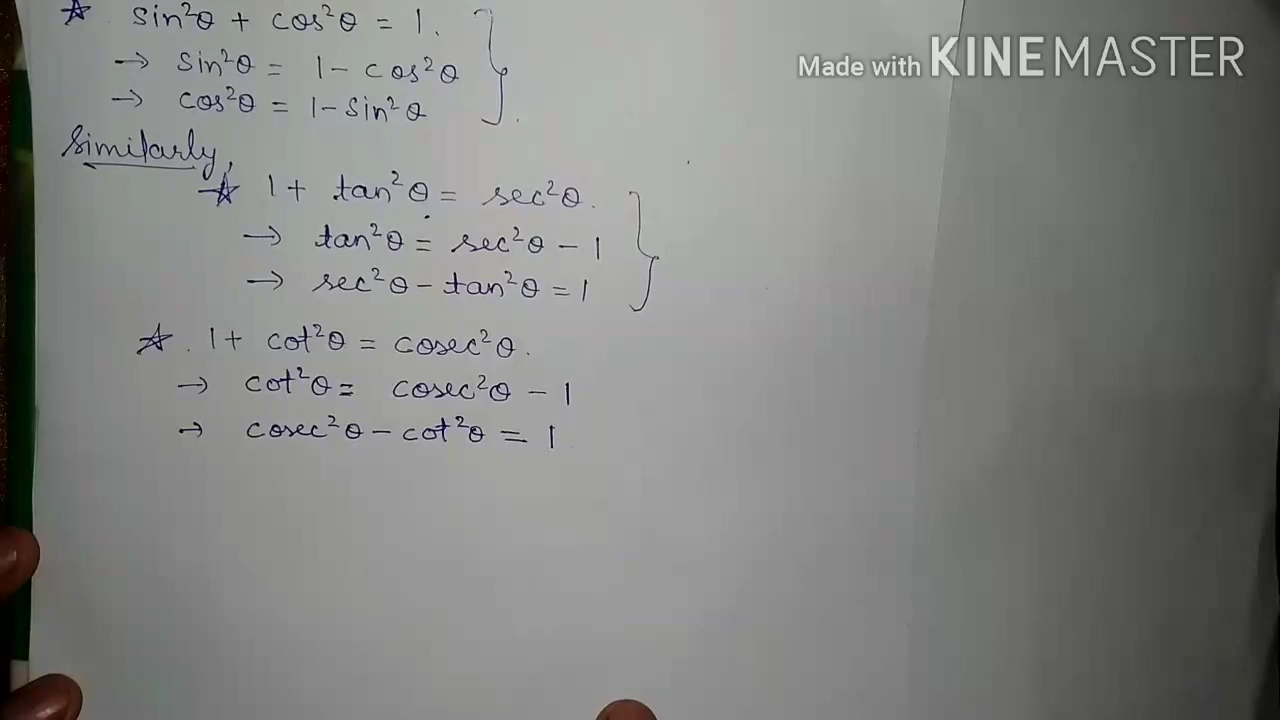 ☆ sin²θ + cos²θ = 1.
→ sin²θ = 1 - cos²θ
→ cos²θ = 1 - sin²θ
Similarly,
☆ 1 + tan²θ = sec²θ.
→ tan²θ = sec²θ - 1
→ sec²θ - tan²θ = 1
☆. 1 + cot²θ = cosec²θ.
→ cot²θ = cosec²θ - 1
→ cosec²θ - cot²θ = 1
Made with KINEMASTER